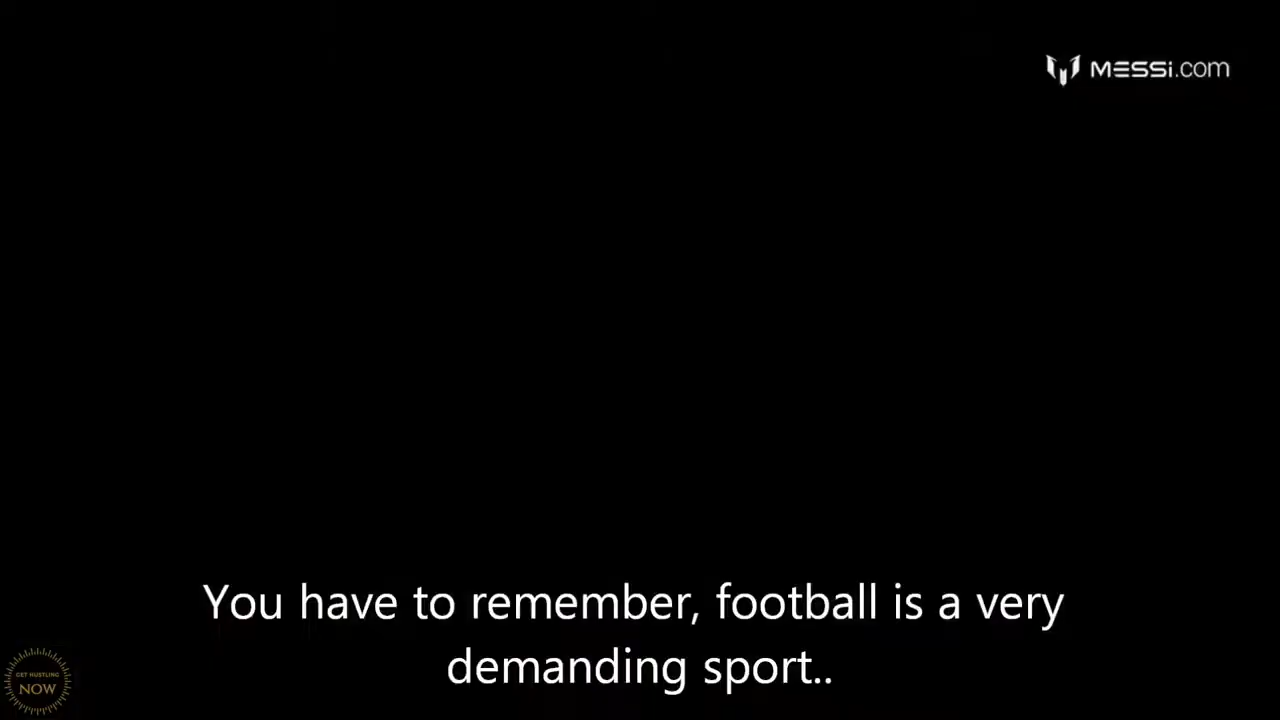 MESSi.com
You have to remember, football is a very
demanding sport..
GET HUSTLING
NOW